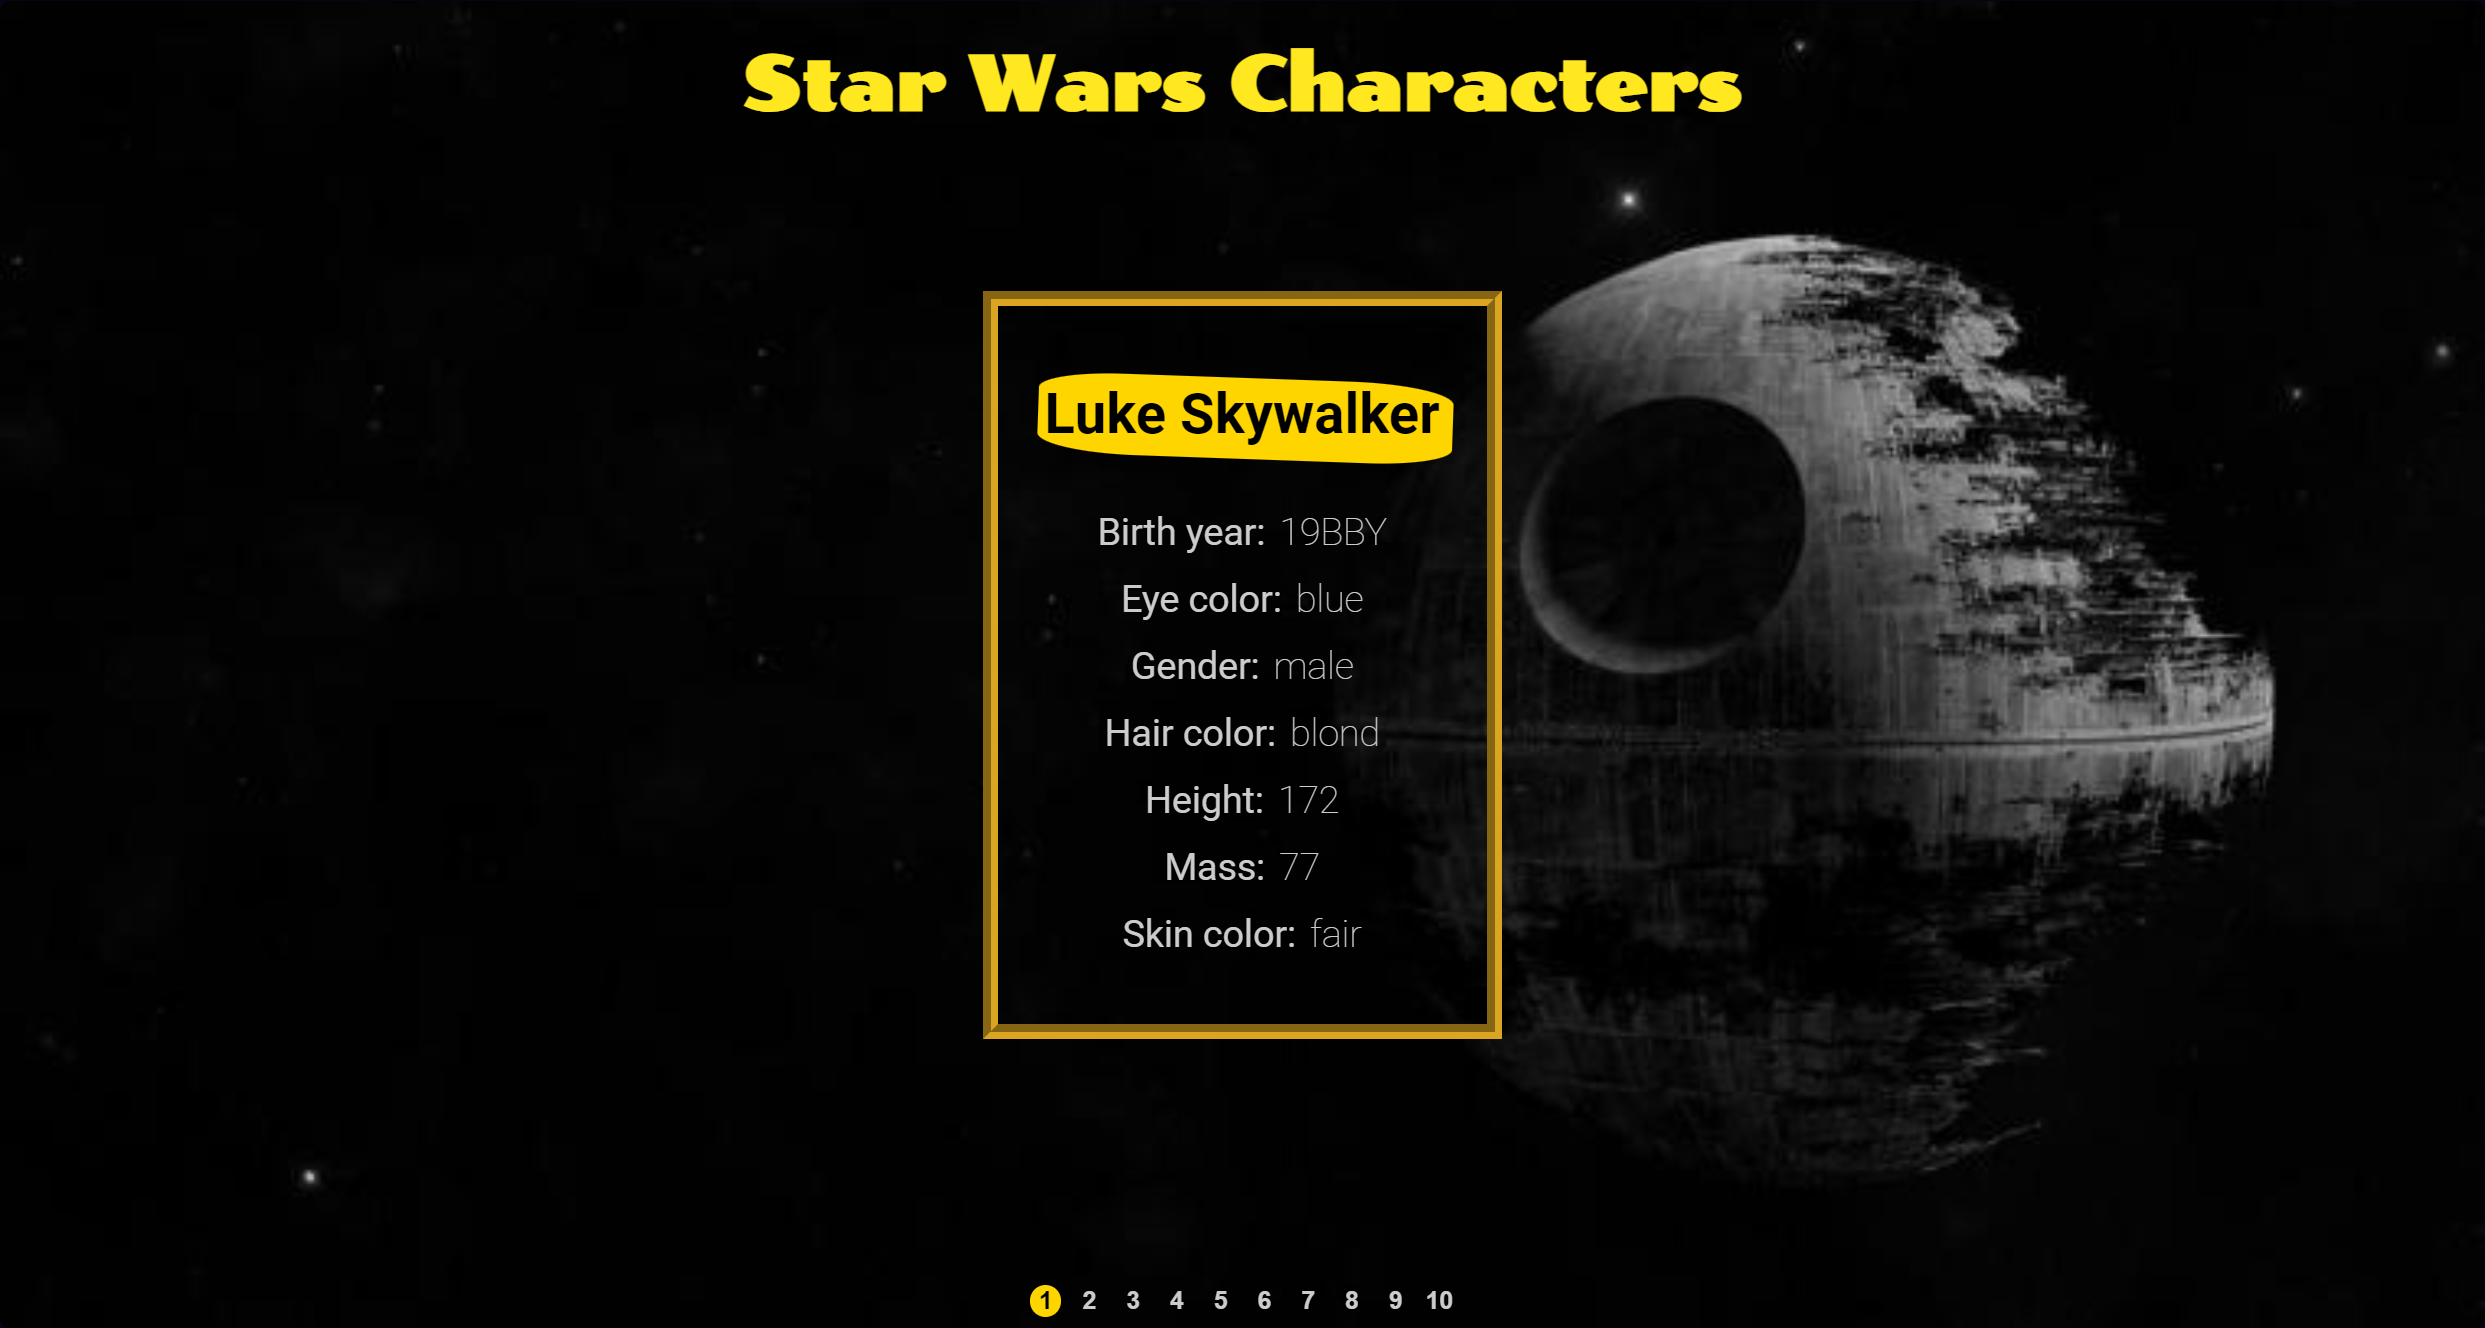 Star Wars Characters
Luke Skywalker
Birth year: 19BBY
Eye color: blue
Gender: male
Hair color: blond
Height: 172
Mass: 77
Skin color: fair
1 2 3 4 5 6 7 8 9 10